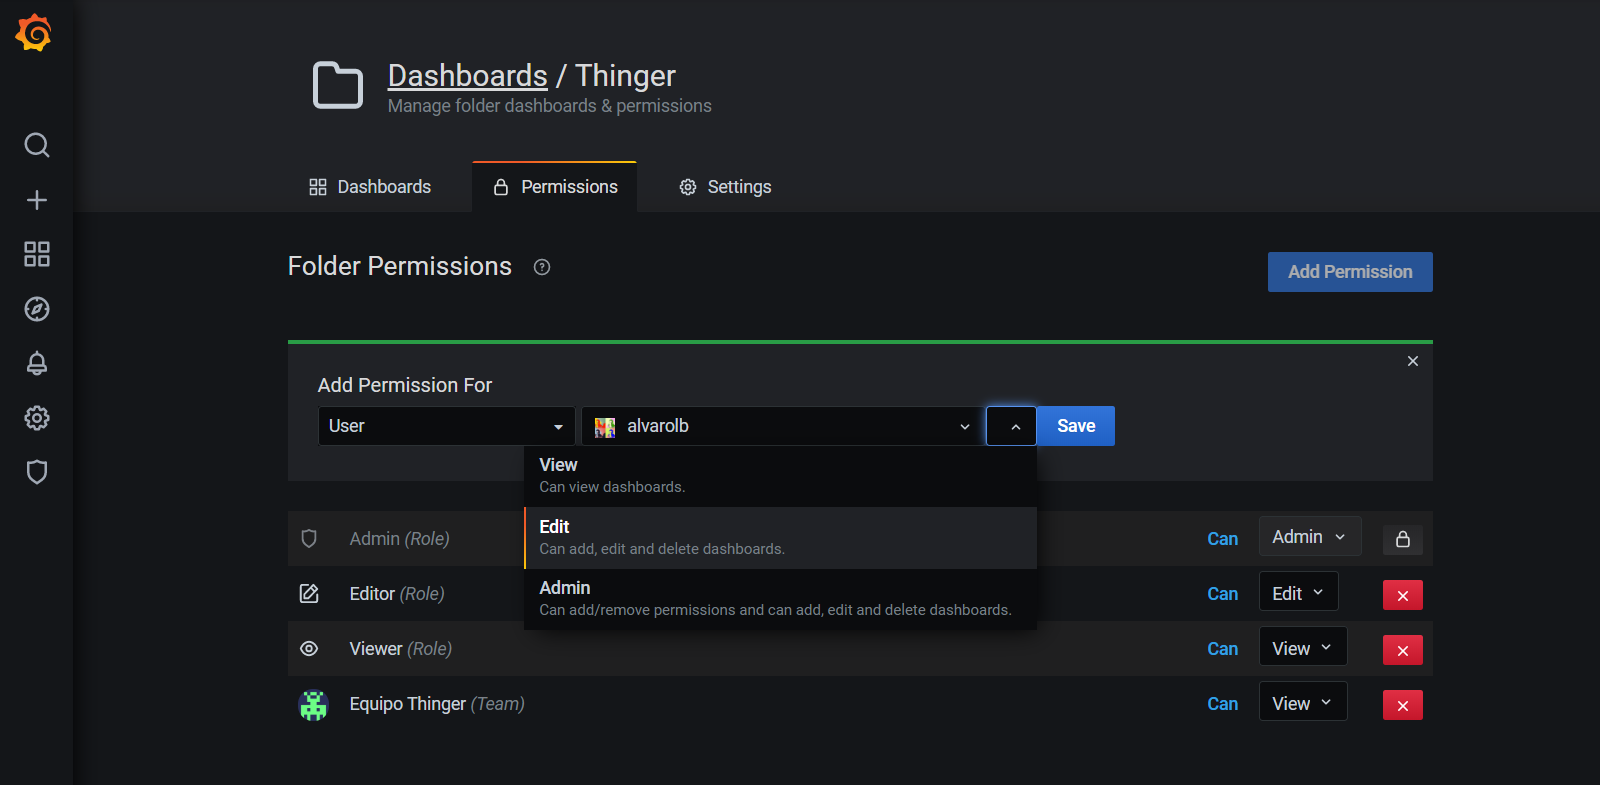 Dashboards / Thinger
Manage folder dashboards & permissions
Dashboards
Permissions
Settings
Folder Permissions
Add Permission
Add Permission For
User
alvarolb
Save
View
Can view dashboards.
Edit
Can add, edit and delete dashboards.
Admin
Can add/remove permissions and can add, edit and delete dashboards.
Admin (Role)
Can
Admin
Editor (Role)
Can
Edit
Viewer (Role)
Can
View
Equipo Thinger (Team)
Can
View